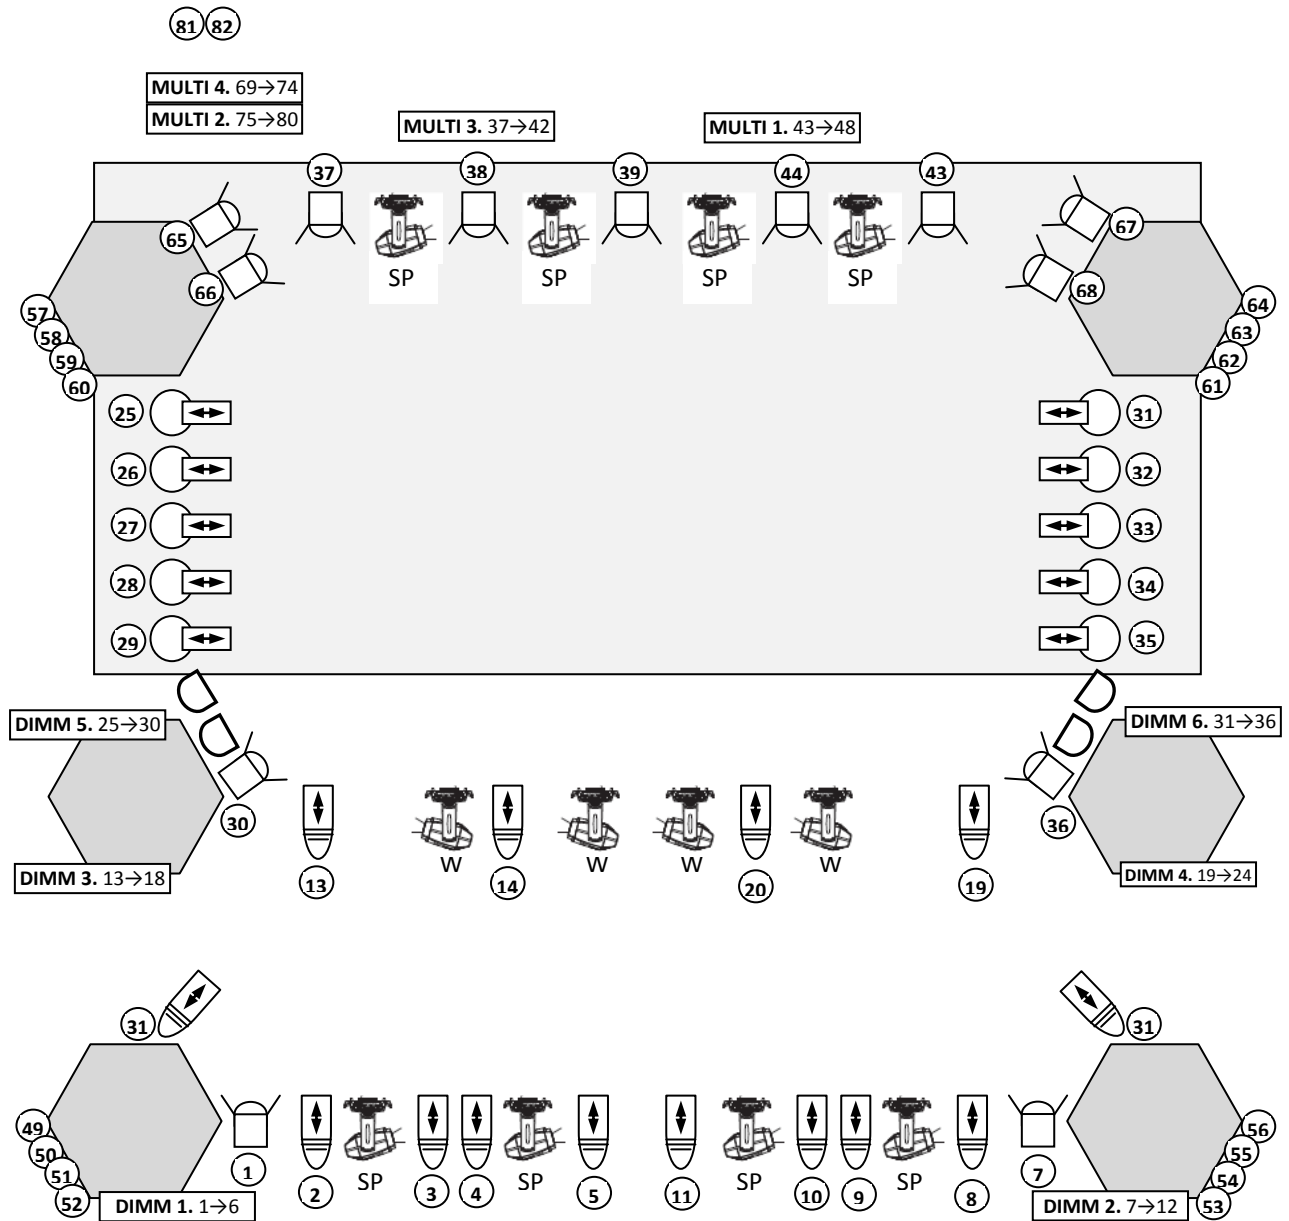 81 82
MULTI 4. 69→74
MULTI 2. 75→80
MULTI 3. 37→42
MULTI 1. 43→48
37 38 39 44 43
65 67
66 68
SP SP SP SP
57 64
58 63
59 62
60 61
25 31
26 32
27 33
28 34
29 35
DIMM 5. 25→30 DIMM 6. 31→36
30 36
W W W W
DIMM 3. 13→18 13 14 20 19 DIMM 4. 19→24
31 31
49 56
50 55
51 54
52 53
1 2 SP 3 4 SP 5 11 SP 10 9 SP 8 7
DIMM 1. 1→6 DIMM 2. 7→12